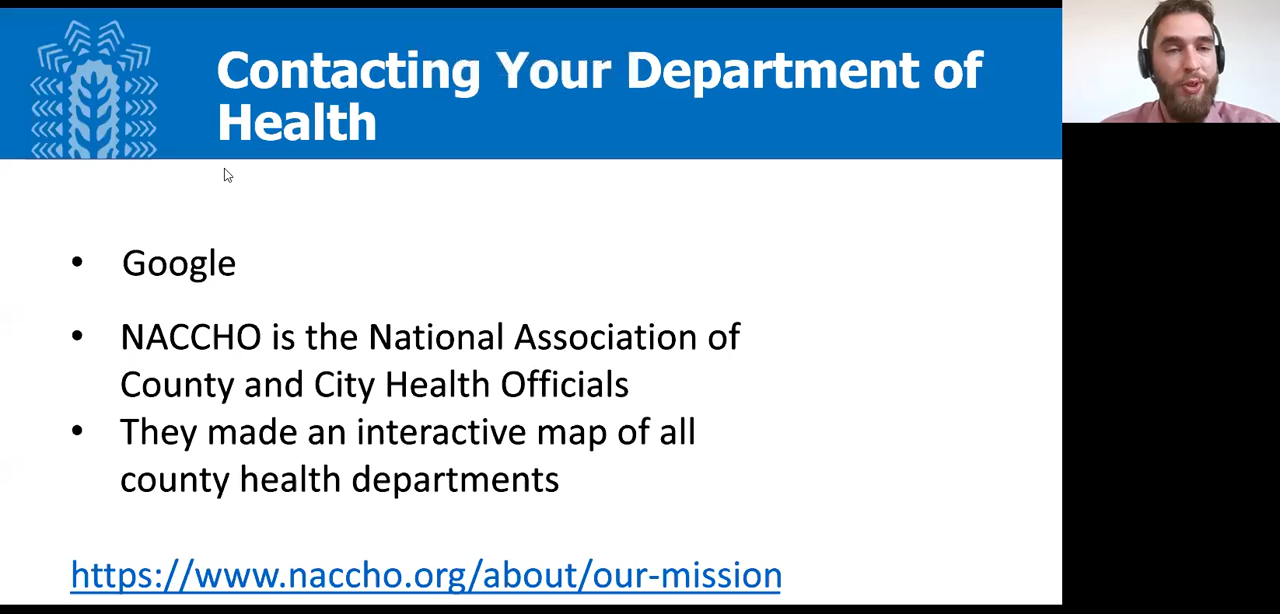 Contacting Your Department of
Health
• Google
• NACCHO is the National Association of
County and City Health Officials
• They made an interactive map of all
county health departments
https://www.naccho.org/about/our-mission